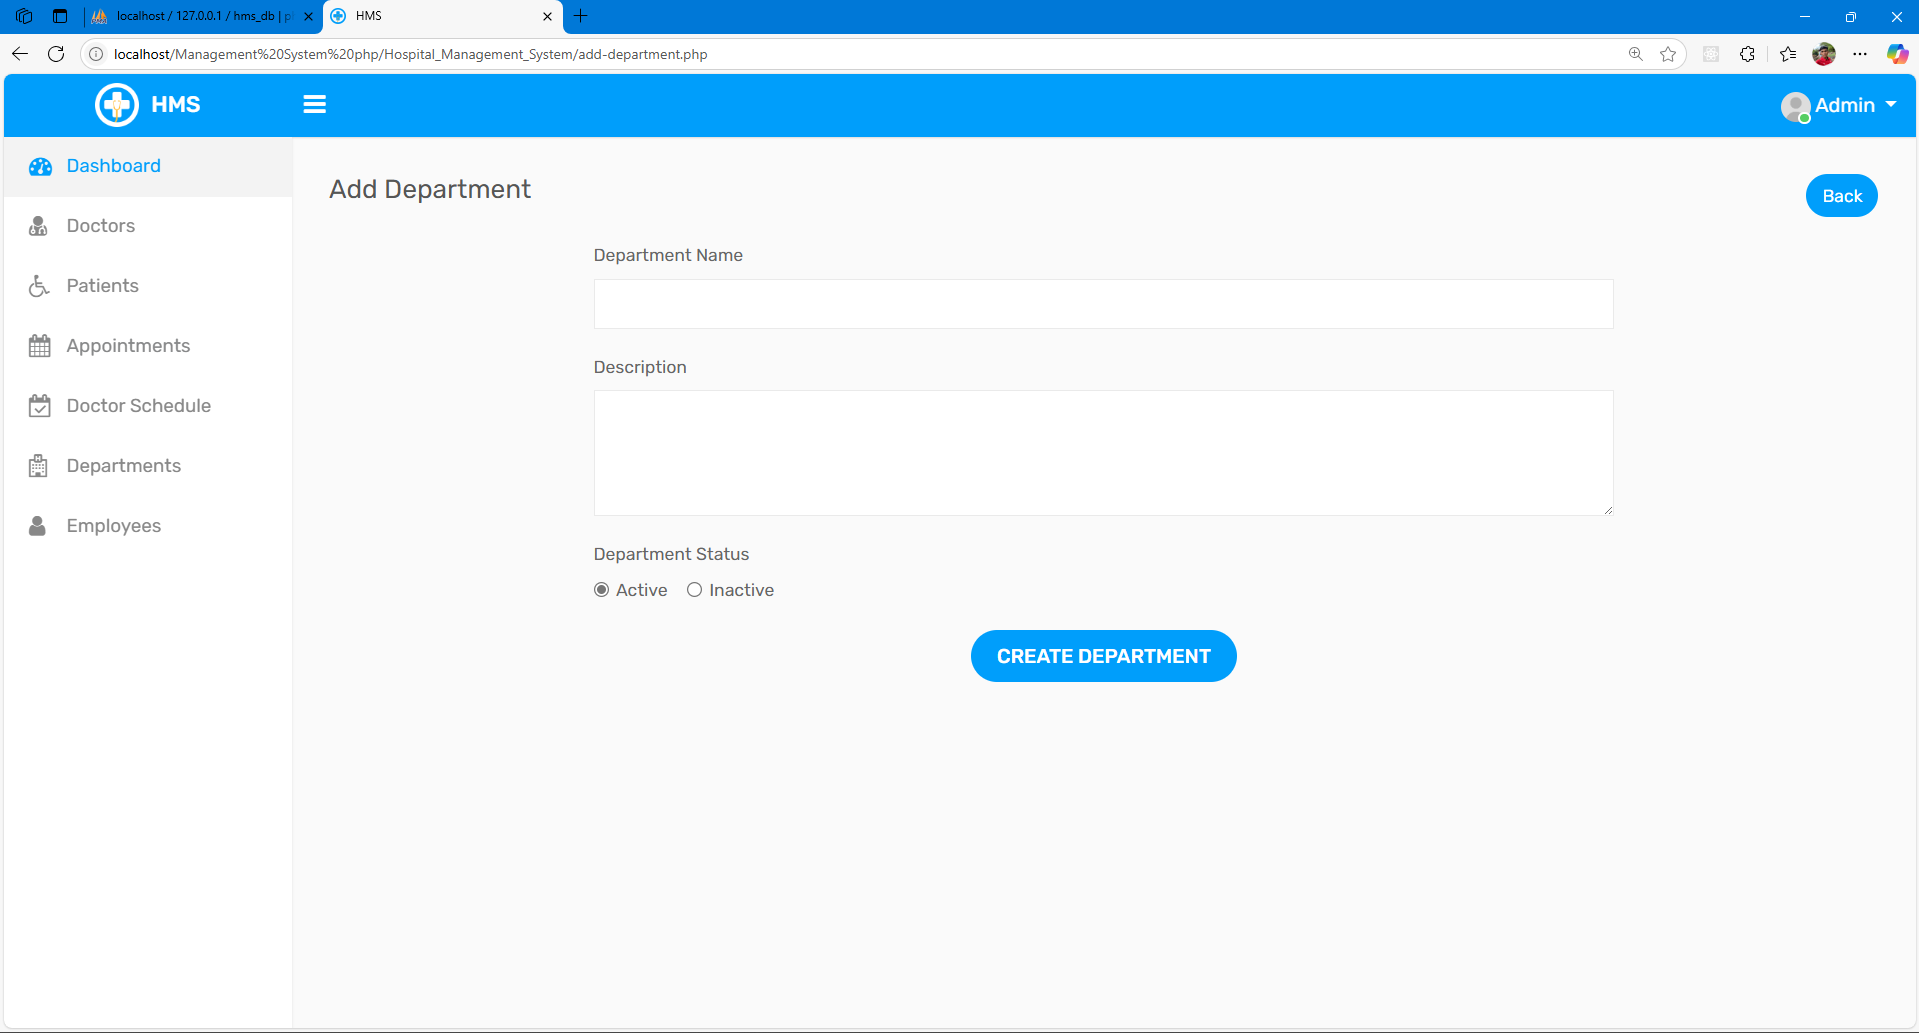 localhost / 127.0.0.1 / hms_db | p
HMS
localhost/Management%20System%20php/Hospital_Management_System/add-department.php
HMS
Admin
Dashboard
Doctors
Patients
Appointments
Doctor Schedule
Departments
Employees
Add Department
Back
Department Name
Description
Department Status
Active Inactive
CREATE DEPARTMENT